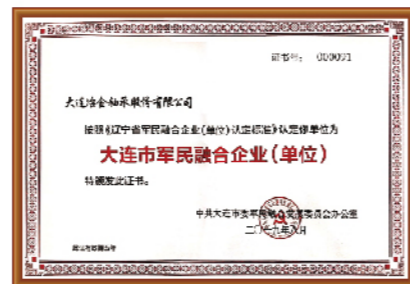 证书号: 000091
大连冶金轴承股份有限公司
按照《辽宁省军民融合企业(单位)认定标准》认定你单位为
大连市军民融合企业(单位)
特颁发此证书。
中共大连市委军民融合发展委员会办公室
二〇一九年八月